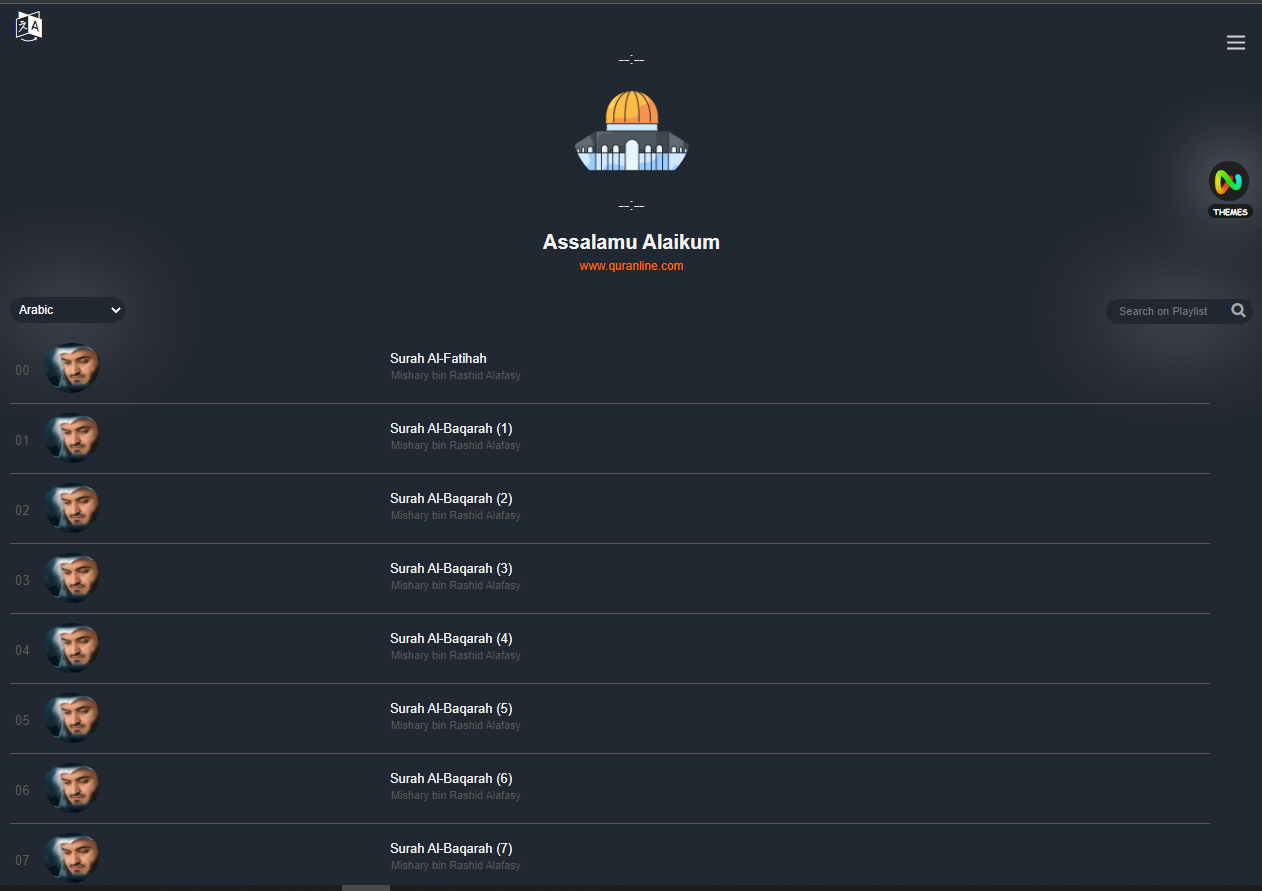 --:--
--:--
THEMES
Assalamu Alaikum
www.quranline.com
Arabic
Search on Playlist
00
Surah Al-Fatihah
Mishary bin Rashid Alafasy
01
Surah Al-Baqarah (1)
Mishary bin Rashid Alafasy
02
Surah Al-Baqarah (2)
Mishary bin Rashid Alafasy
03
Surah Al-Baqarah (3)
Mishary bin Rashid Alafasy
04
Surah Al-Baqarah (4)
Mishary bin Rashid Alafasy
05
Surah Al-Baqarah (5)
Mishary bin Rashid Alafasy
06
Surah Al-Baqarah (6)
Mishary bin Rashid Alafasy
07
Surah Al-Baqarah (7)
Mishary bin Rashid Alafasy